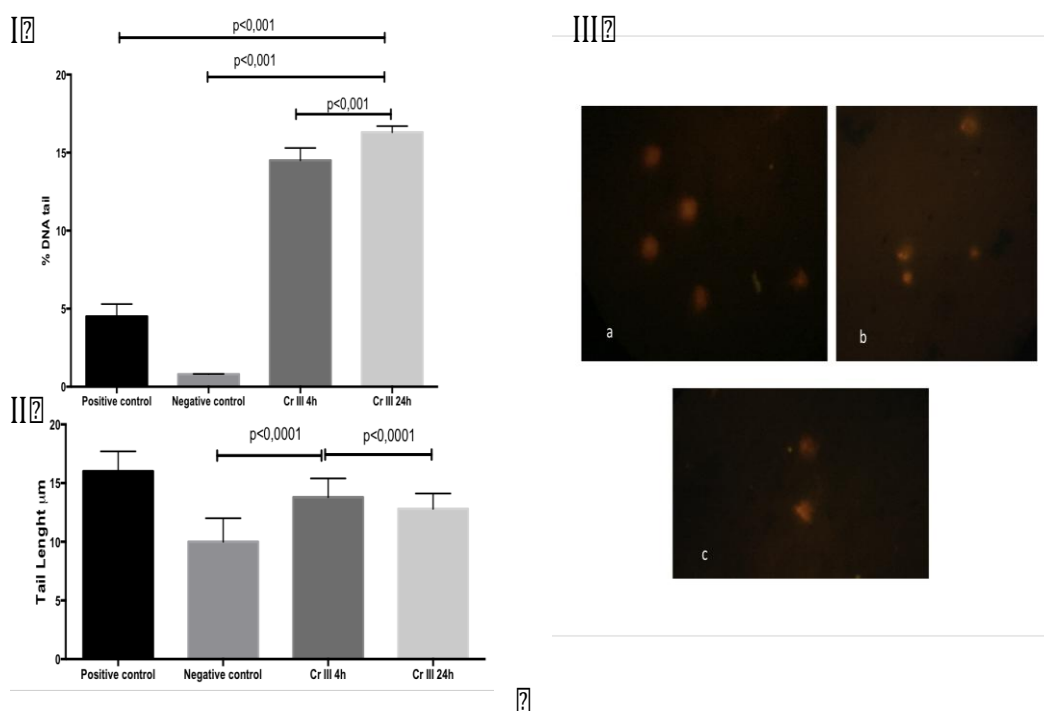 I
p<0,001
p<0,001
p<0,001
% DNA tail
20
15
10
5
0
Positive control Negative control Cr III 4h Cr III 24h
II
p<0,0001 p<0,0001
Tail Lenght µm
20
15
10
5
0
Positive control Negative control Cr III 4h Cr III 24h
III
a
b
c